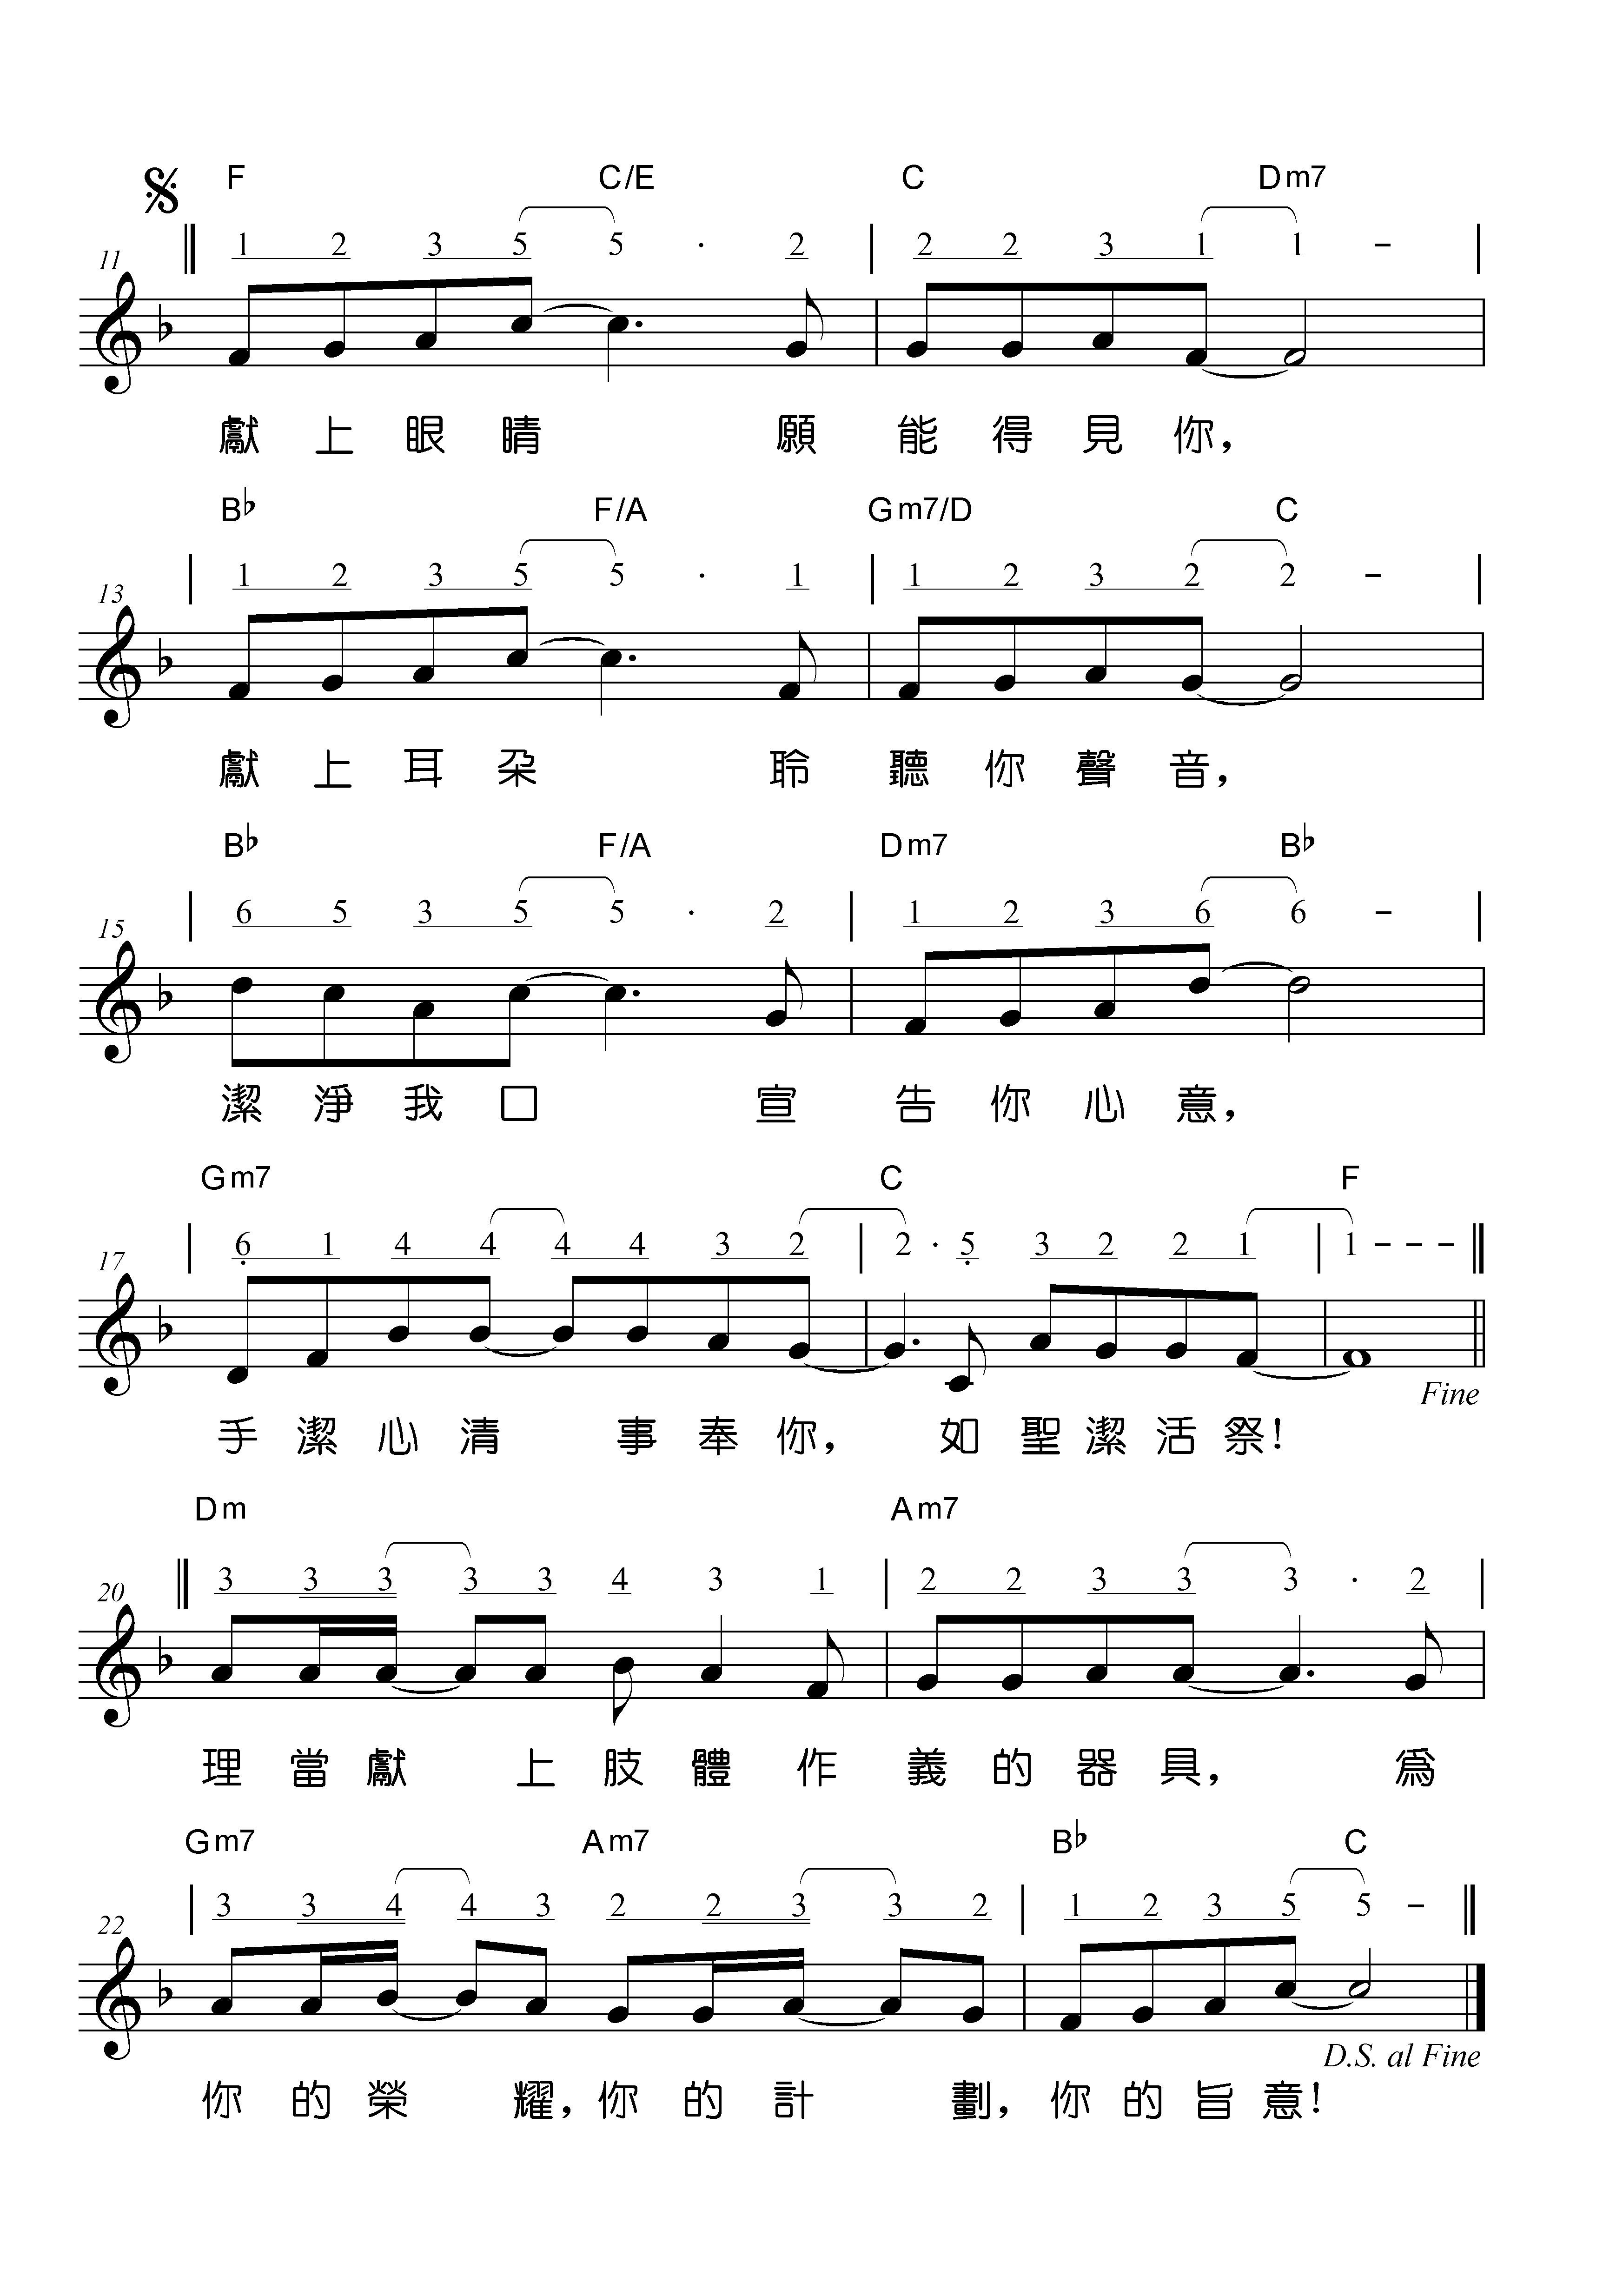 F C/E C Dm7
11 1 2 3 5 5 · 2 | 2 2 3 1 1 –
獻上眼睛 願能得見你,
B♭ F/A Gm7/D C
13 1 2 3 5 5 · 1 | 1 2 3 2 2 –
獻上耳朵 聆聽你聲音,
B♭ F/A Dm7 B♭
15 6 5 3 5 5 · 2 | 1 2 3 6 6 –
潔淨我口 宣告你心意,
Gm7 C F
17 6̣ 1 4 4 4 4 3 2 | 2 · 5̣ 3 2 2 1 | 1 – – –
Fine
手潔心清 事奉你, 如聖潔活祭!
Dm Am7
20 3 3 3 3 3 4 3 1 | 2 2 3 3 3 · 2
理當獻 上肢體作義的器具, 爲
Gm7 Am7 B♭ C
22 3 3 4 4 3 2 2 3 3 2 | 1 2 3 5 5 –
D.S. al Fine
你的榮 耀,你的計 劃,你的旨意!